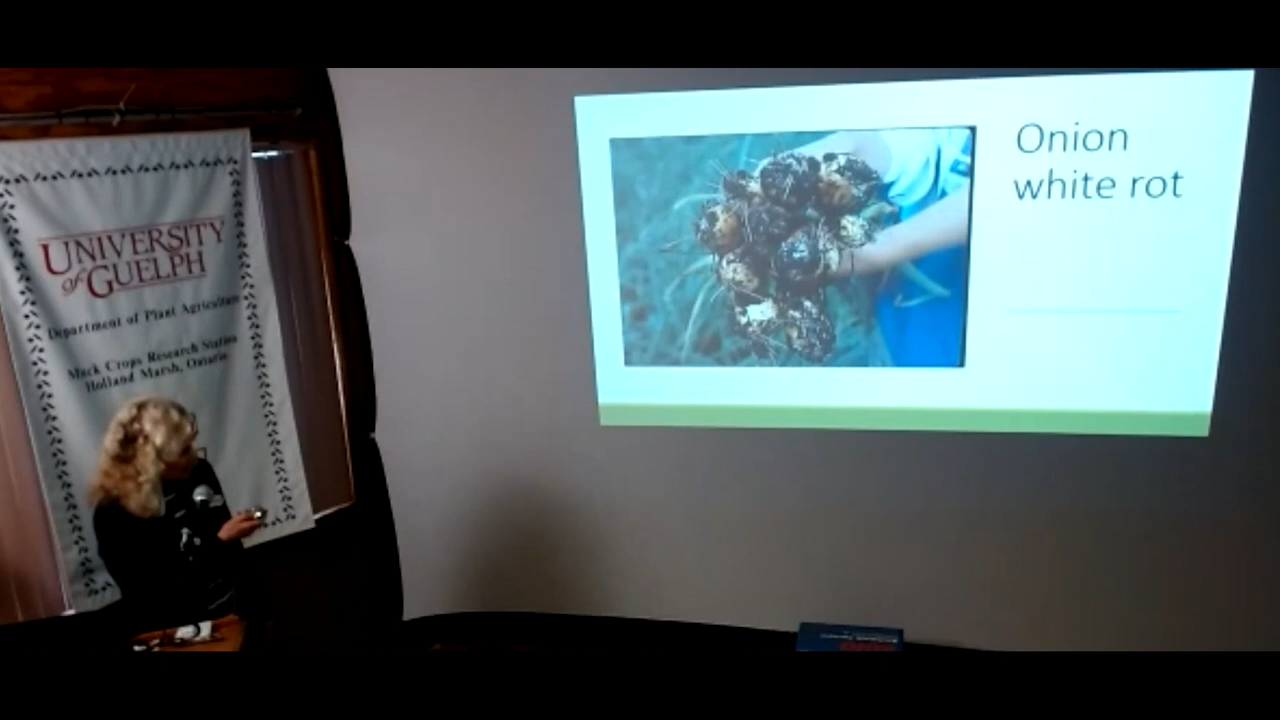 UNIVERSITY
of GUELPH
Department of Plant Agriculture
Muck Crops Research Station
Holland Marsh, Ontario
Onion
white rot